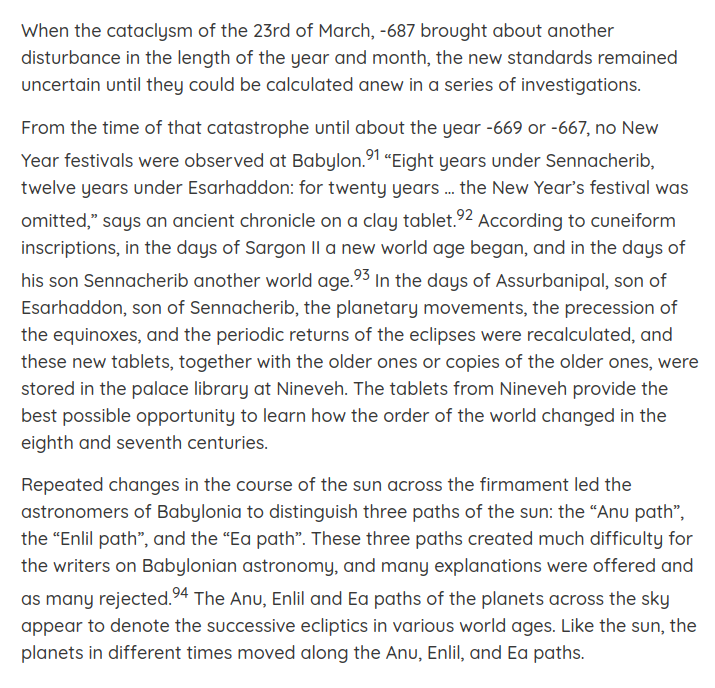 When the cataclysm of the 23rd of March, -687 brought about another
disturbance in the length of the year and month, the new standards remained
uncertain until they could be calculated anew in a series of investigations.
From the time of that catastrophe until about the year -669 or -667, no New
Year festivals were observed at Babylon.91 “Eight years under Sennacherib,
twelve years under Esarhaddon: for twenty years … the New Year’s festival was
omitted,” says an ancient chronicle on a clay tablet.92 According to cuneiform
inscriptions, in the days of Sargon II a new world age began, and in the days of
his son Sennacherib another world age.93 In the days of Assurbanipal, son of
Esarhaddon, son of Sennacherib, the planetary movements, the precession of
the equinoxes, and the periodic returns of the eclipses were recalculated, and
these new tablets, together with the older ones or copies of the older ones, were
stored in the palace library at Nineveh. The tablets from Nineveh provide the
best possible opportunity to learn how the order of the world changed in the
eighth and seventh centuries.
Repeated changes in the course of the sun across the firmament led the
astronomers of Babylonia to distinguish three paths of the sun: the “Anu path”,
the “Enlil path”, and the “Ea path”. These three paths created much difficulty for
the writers on Babylonian astronomy, and many explanations were offered and
as many rejected.94 The Anu, Enlil and Ea paths of the planets across the sky
appear to denote the successive ecliptics in various world ages. Like the sun, the
planets in different times moved along the Anu, Enlil, and Ea paths.